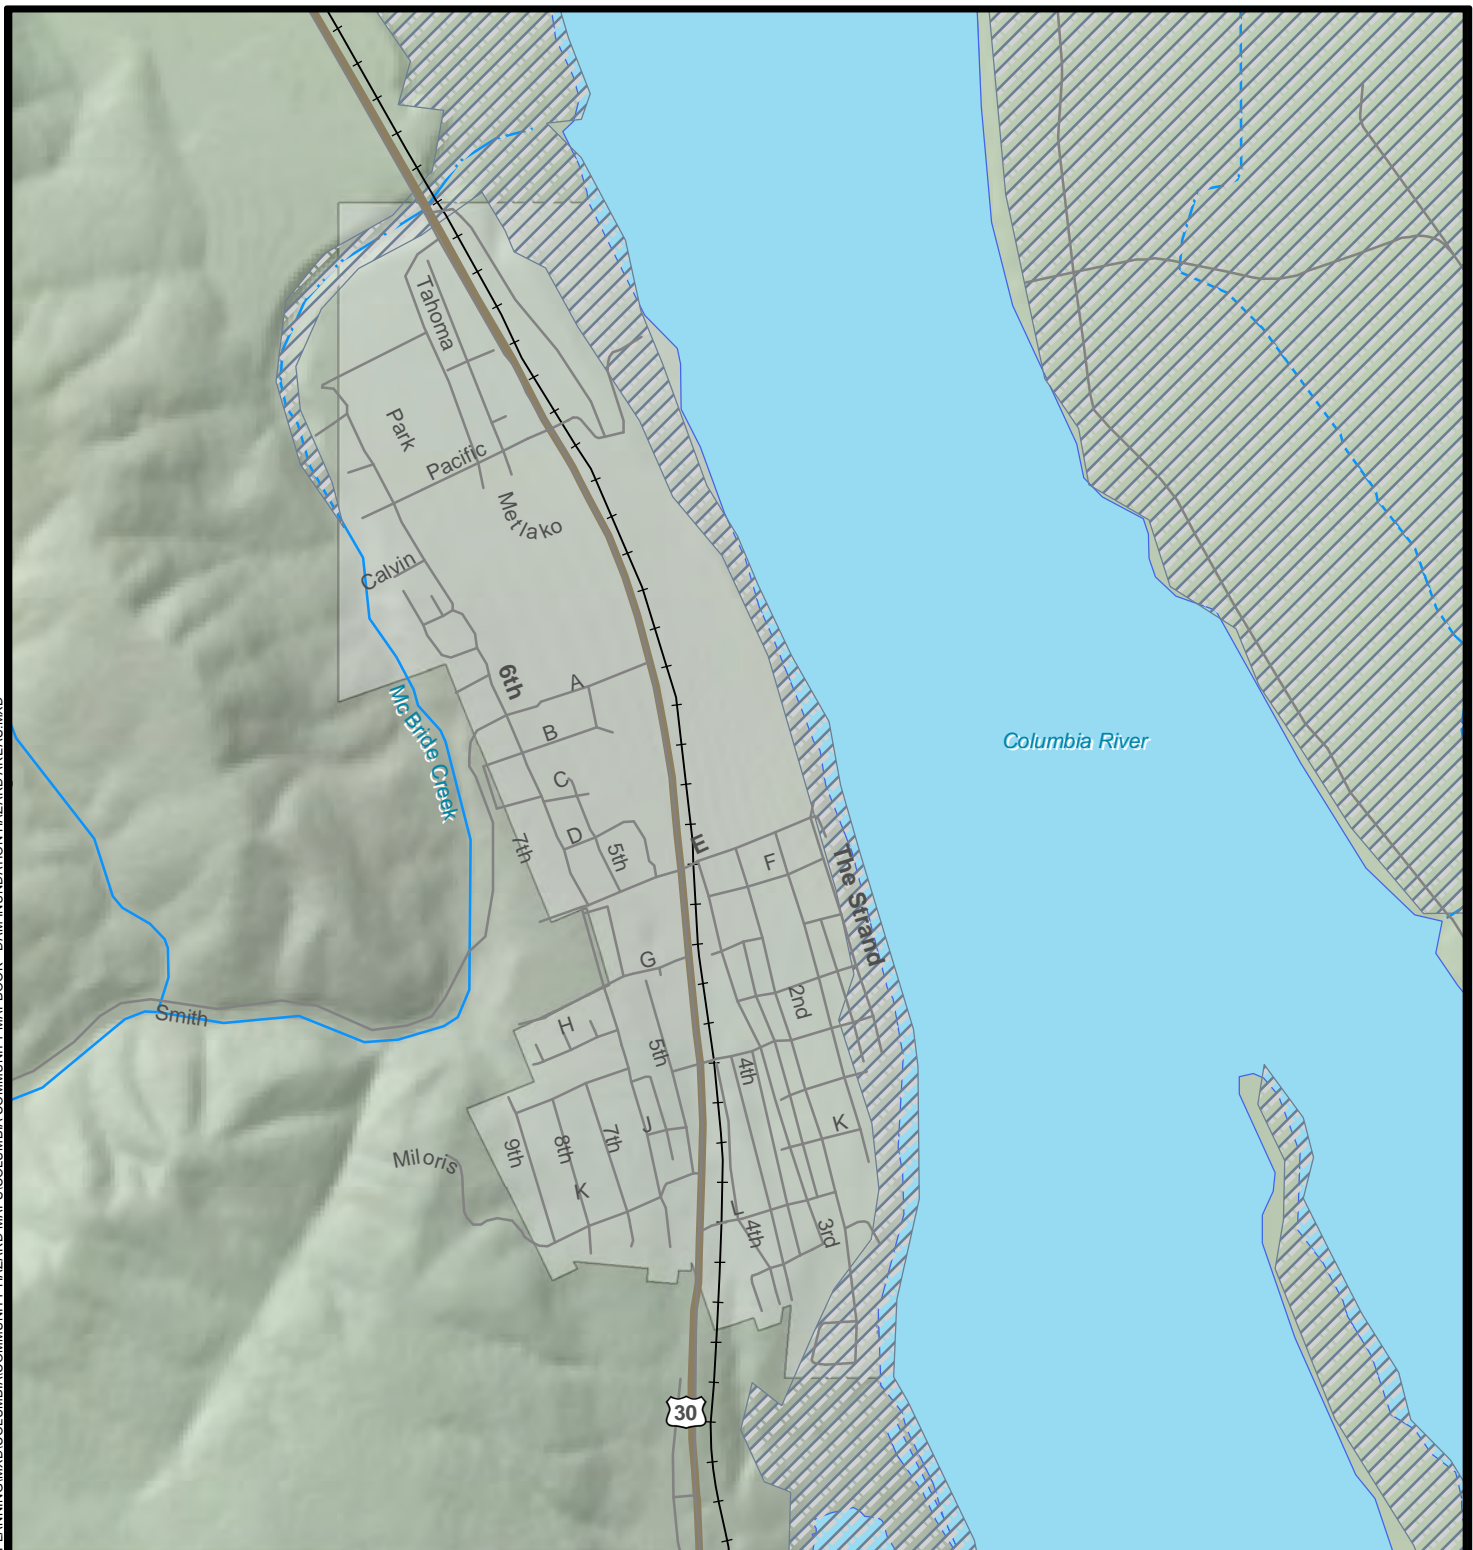 Tahoma
Park
Pacific
Metlako
Calvin
6th
A
McBride Creek
B
Columbia River
C
D
7th
5th
E
F
The Strand
G
2nd
Smith
H
5th
4th
J
K
9th
8th
7th
Miloris
K
L
4th
3rd
30